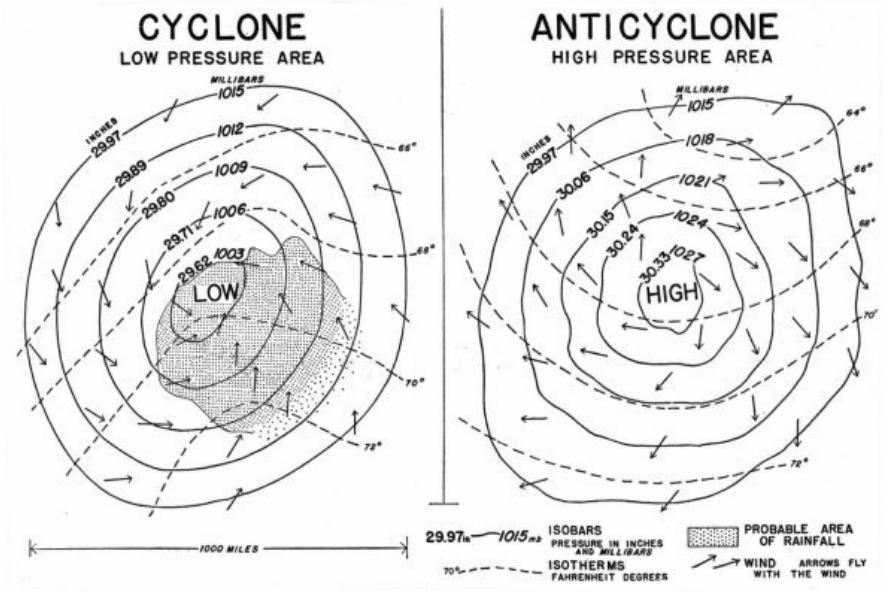 CYCLONE
LOW PRESSURE AREA
MILLIBARS
1015
INCHES
29.97
1012
29.89
1009
29.80
1006
29.71
1003
29.62
LOW
66°
68°
70°
72°
1000 MILES
ANTICYCLONE
HIGH PRESSURE AREA
MILLIBARS
1015
INCHES
29.97
1018
30.06
1021
30.15
1024
30.24
1027
30.33
HIGH
64°
66°
68°
70°
72°
29.97in 1015mb ISOBARS
PRESSURE IN INCHES
AND MILLIBARS
70° ISOTHERMS
FAHRENHEIT DEGREES
PROBABLE AREA
OF RAINFALL
WIND ARROWS FLY
WITH THE WIND